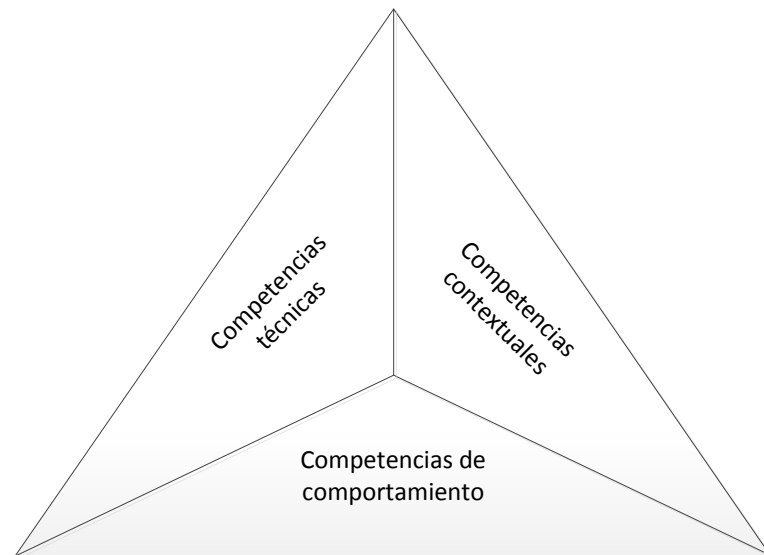 Competencias
técnicas
Competencias
contextuales
Competencias de
comportamiento